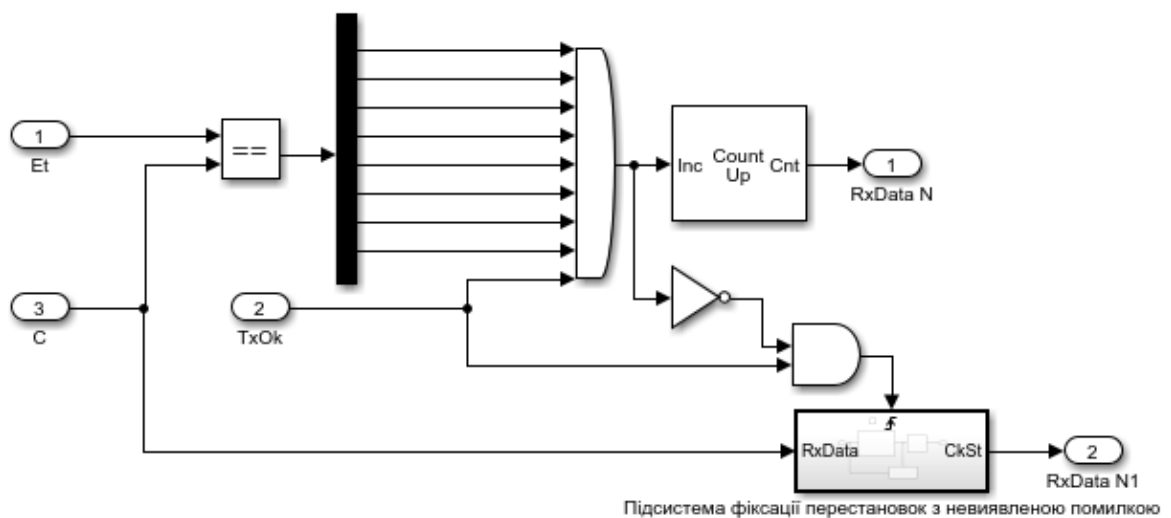 1
Et
==
3
C
2
TxOk
Inc Count Up Cnt
1
RxData N
RxData CkSt
2
RxData N1
Підсистема фіксації перестановок з невиявленою помилкою